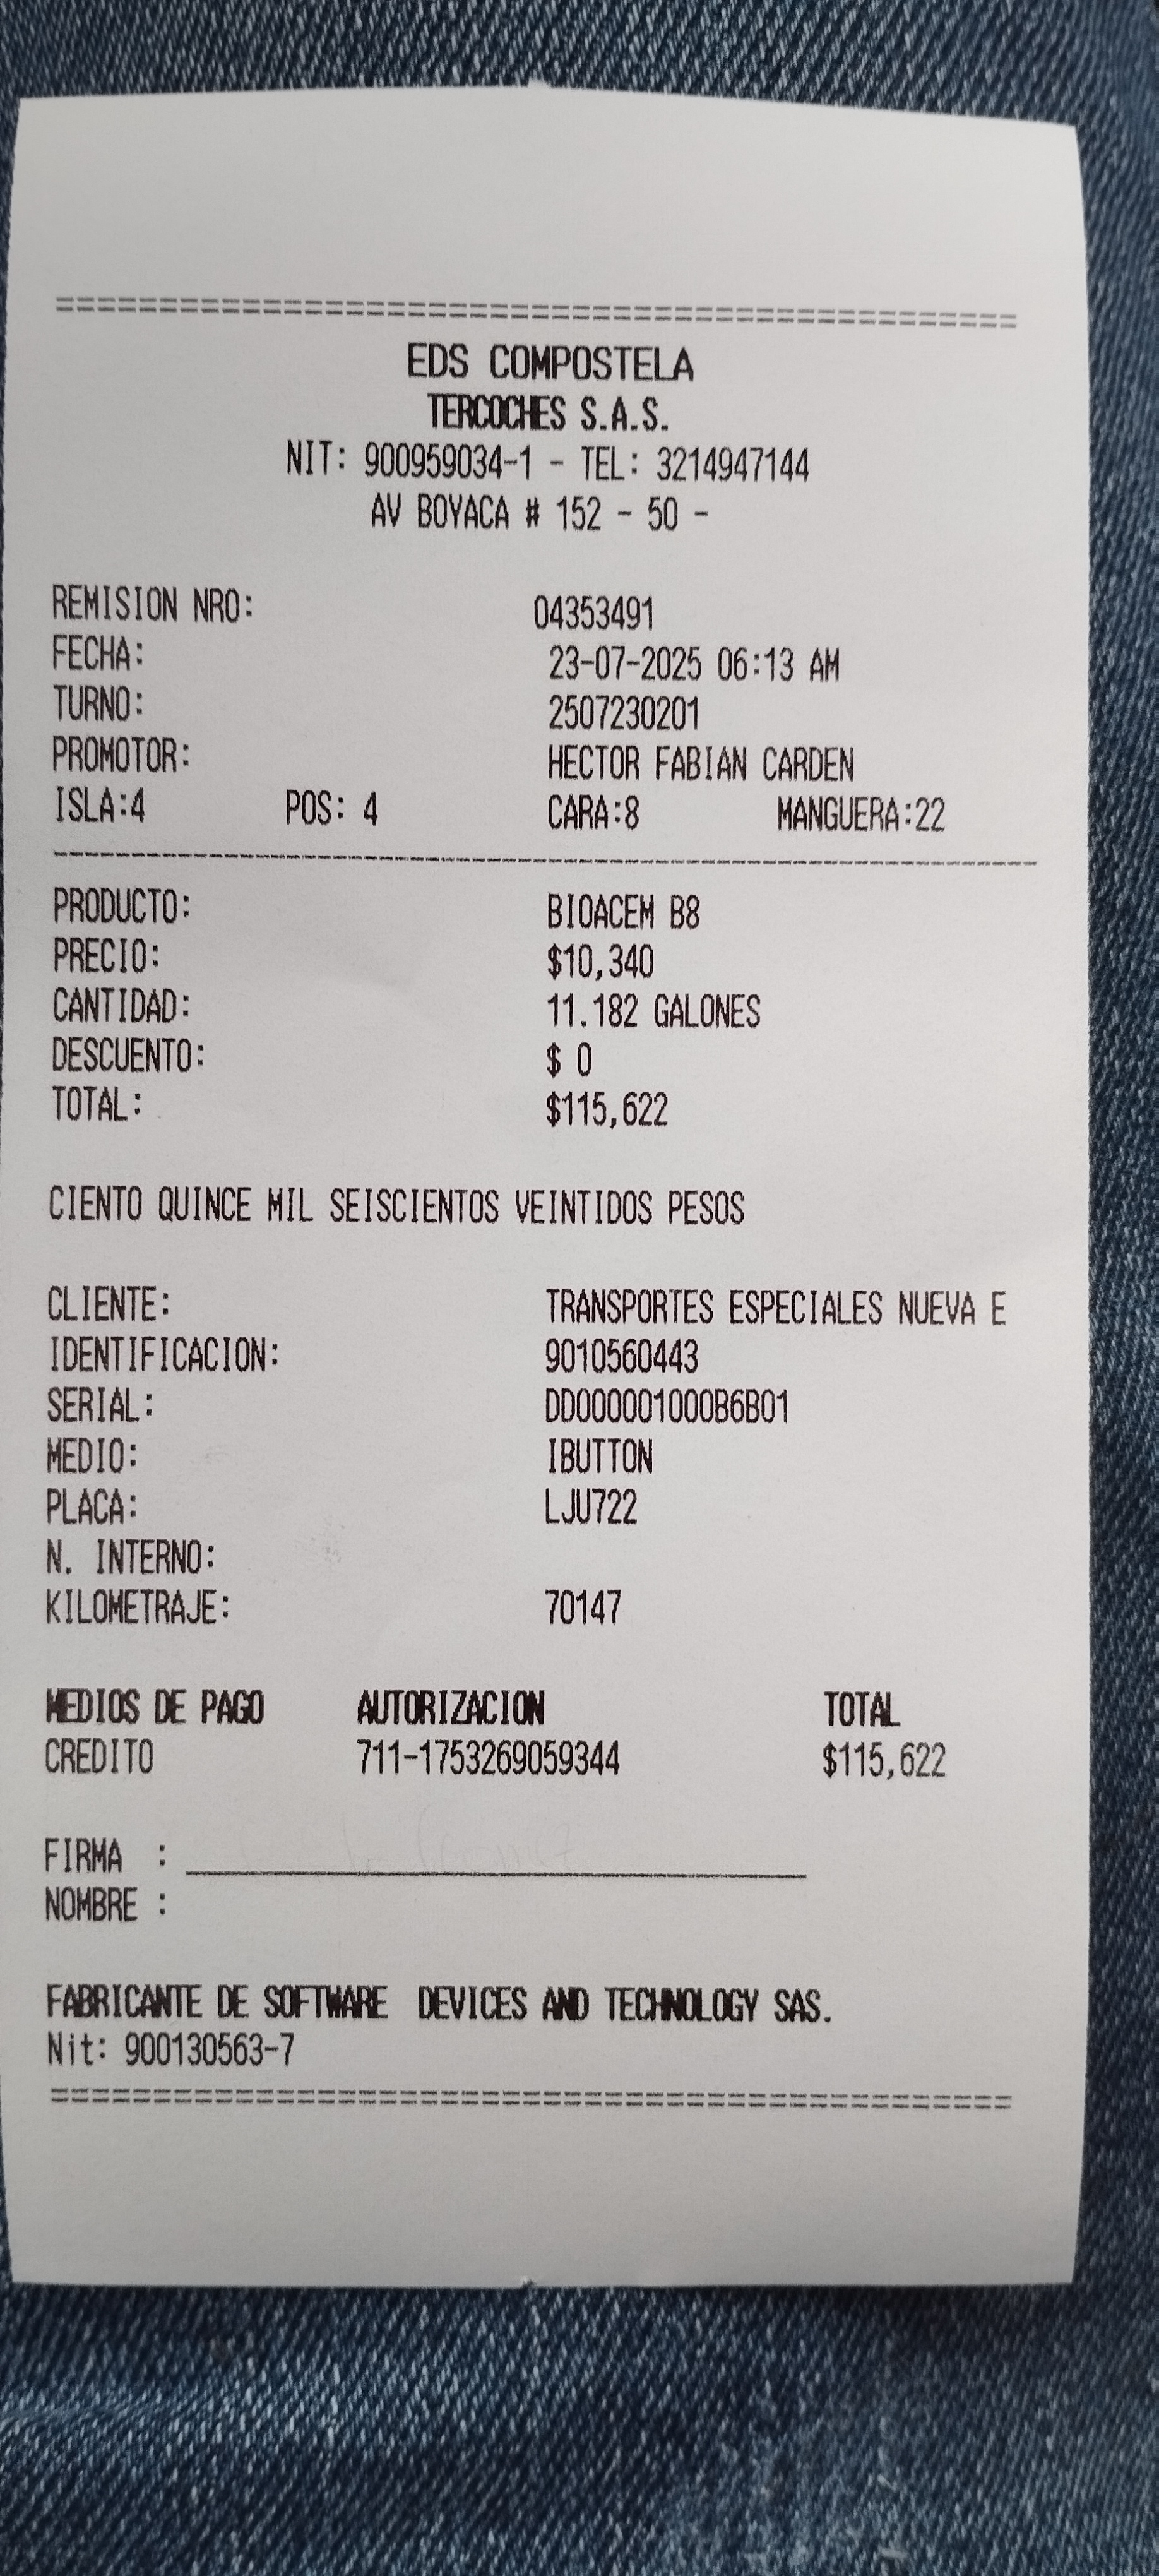 ================================================
EDS COMPOSTELA
TERCOCHES S.A.S.
NIT: 900959034-1 - TEL: 3214947144
AV BOYACA # 152 - 50 -
REMISION NRO: 04353491
FECHA: 23-07-2025 06:13 AM
TURNO: 2507230201
PROMOTOR: HECTOR FABIAN CARDEN
ISLA:4 POS: 4 CARA:8 MANGUERA:22
PRODUCTO: BIOACEM B8
PRECIO: $10,340
CANTIDAD: 11.182 GALONES
DESCUENTO: $ 0
TOTAL: $115,622
CIENTO QUINCE MIL SEISCIENTOS VEINTIDOS PESOS
CLIENTE: TRANSPORTES ESPECIALES NUEVA E
IDENTIFICACION: 9010560443
SERIAL: DD000001000B6B01
MEDIO: IBUTTON
PLACA: LJU722
N. INTERNO:
KILOMETRAJE: 70147
MEDIOS DE PAGO AUTORIZACION TOTAL
CREDITO 711-1753269059344 $115,622
FIRMA :
NOMBRE :
FABRICANTE DE SOFTWARE DEVICES AND TECHNOLOGY SAS.
Nit: 900130563-7
================================================